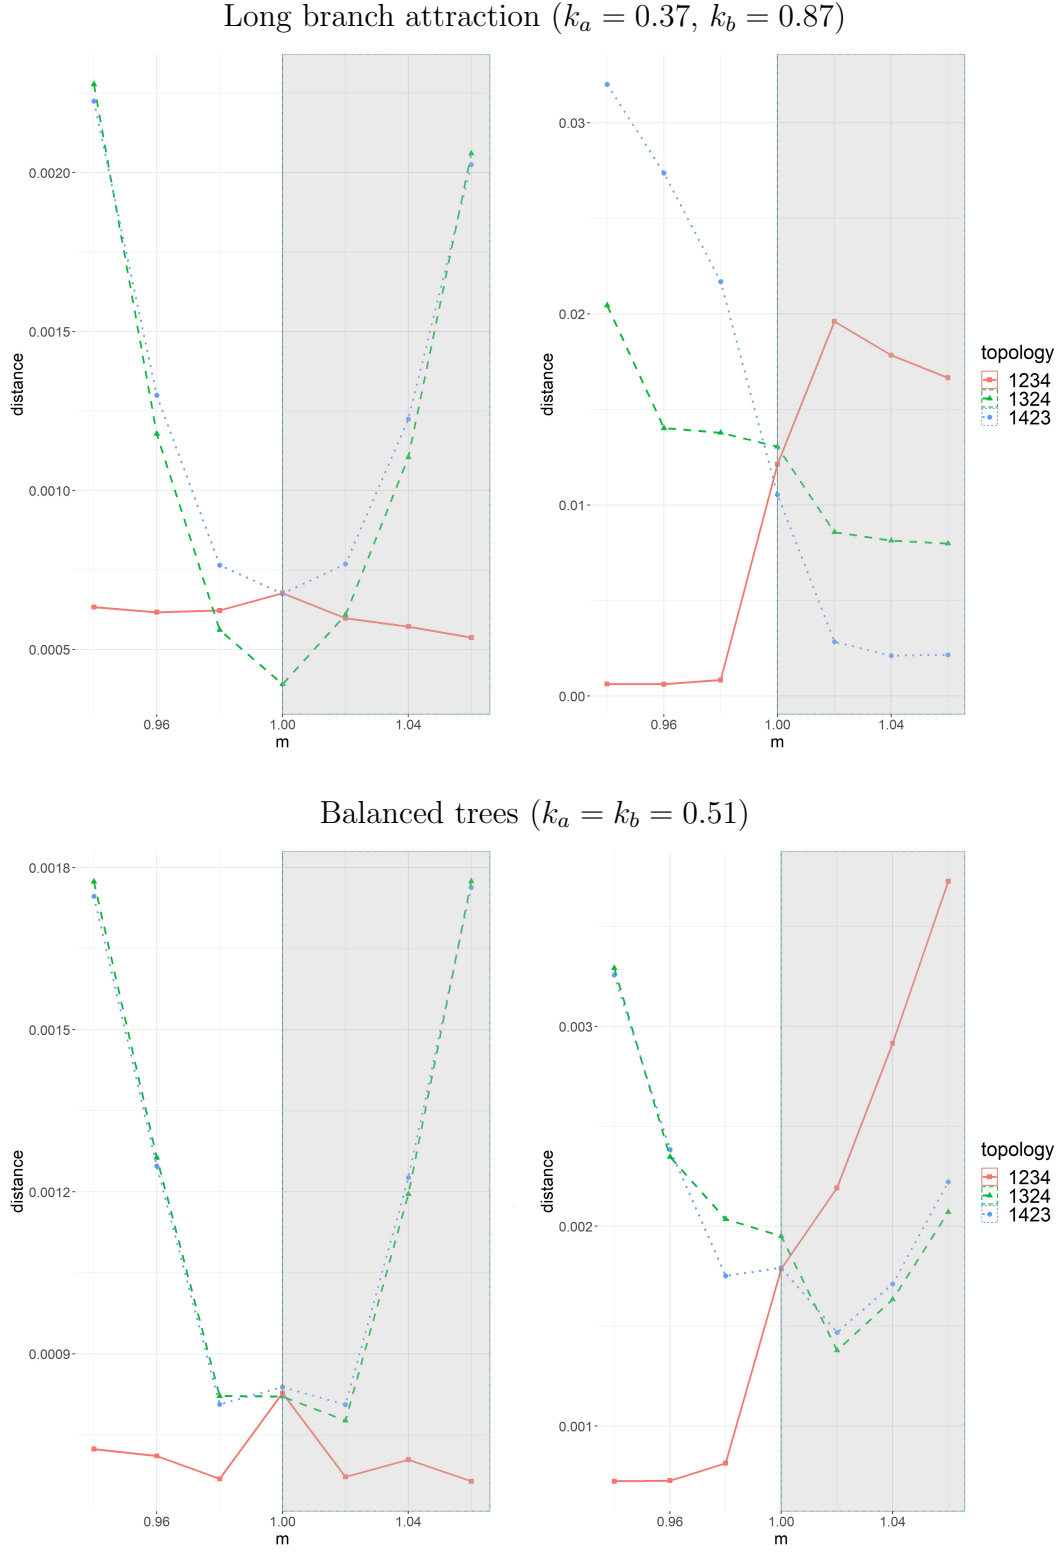 Long branch attraction (kₐ = 0.37, k_b = 0.87)
0.0020
0.0015
0.0010
0.0005
distance
0.96 1.00 1.04
m
0.03
0.02
0.01
0.00
distance
0.96 1.00 1.04
m
topology
1234
1324
1423
Balanced trees (kₐ = k_b = 0.51)
0.0018
0.0015
0.0012
0.0009
distance
0.96 1.00 1.04
m
0.003
0.002
0.001
distance
0.96 1.00 1.04
m
topology
1234
1324
1423